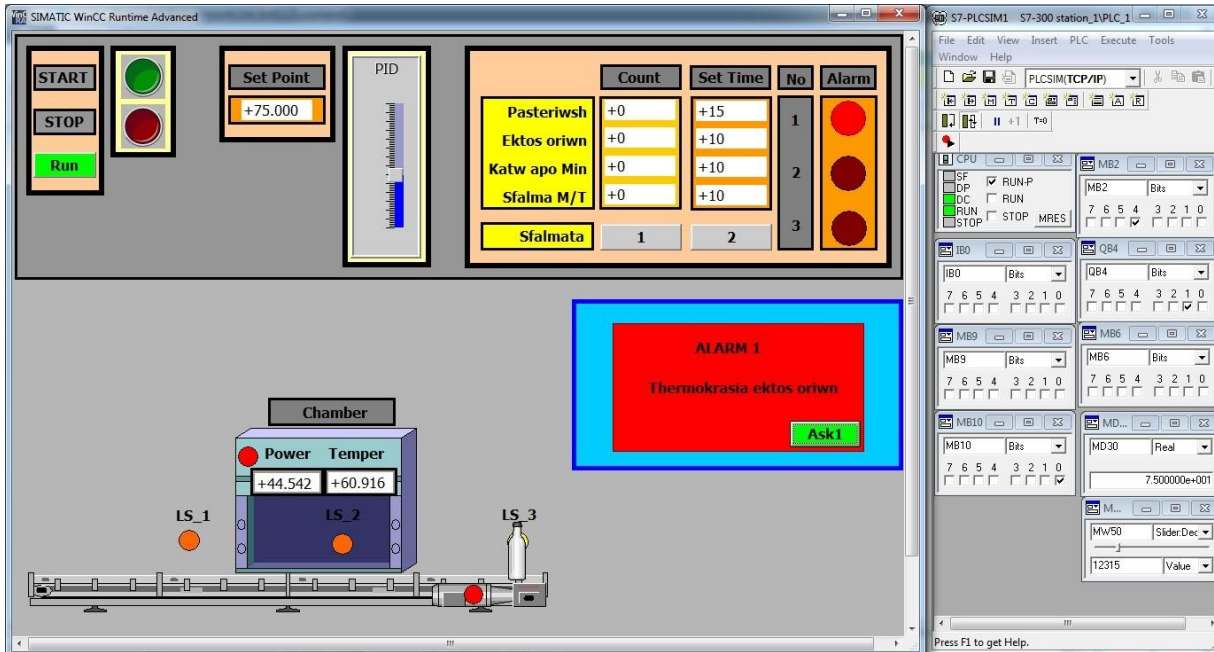 SIMATIC WinCC Runtime Advanced
START
STOP
Run
Set Point
+75.000
PID
Count Set Time No Alarm
Pasteriwsh +0 +15 1
Ektos oriwn +0 +10
Katw apo Min +0 +10 2
Sfalma M/T +0 +10
Sfalmata 1 2 3
ALARM 1
Thermokrasia ektos oriwn
Ask1
Chamber
Power Temper
+44.542 +60.916
LS_1 LS_2 LS_3
S7-PLCSIM1 S7-300 station_1\PLC_1
File Edit View Insert PLC Execute Tools
Window Help
PLCSIM(TCP/IP)
+1 T=0
CPU
SF
DP
DC
RUN
STOP
RUN-P
RUN
STOP MRES
MB2
MB2 Bits
7 6 5 4 3 2 1 0
IB0
IB0 Bits
7 6 5 4 3 2 1 0
QB4
QB4 Bits
7 6 5 4 3 2 1 0
MB9
MB9 Bits
7 6 5 4 3 2 1 0
MB6
MB6 Bits
7 6 5 4 3 2 1 0
MB10
MB10 Bits
7 6 5 4 3 2 1 0
MD...
MD30 Real
7.500000e+001
M...
MW50 Slider:Dec
12315 Value
Press F1 to get Help.